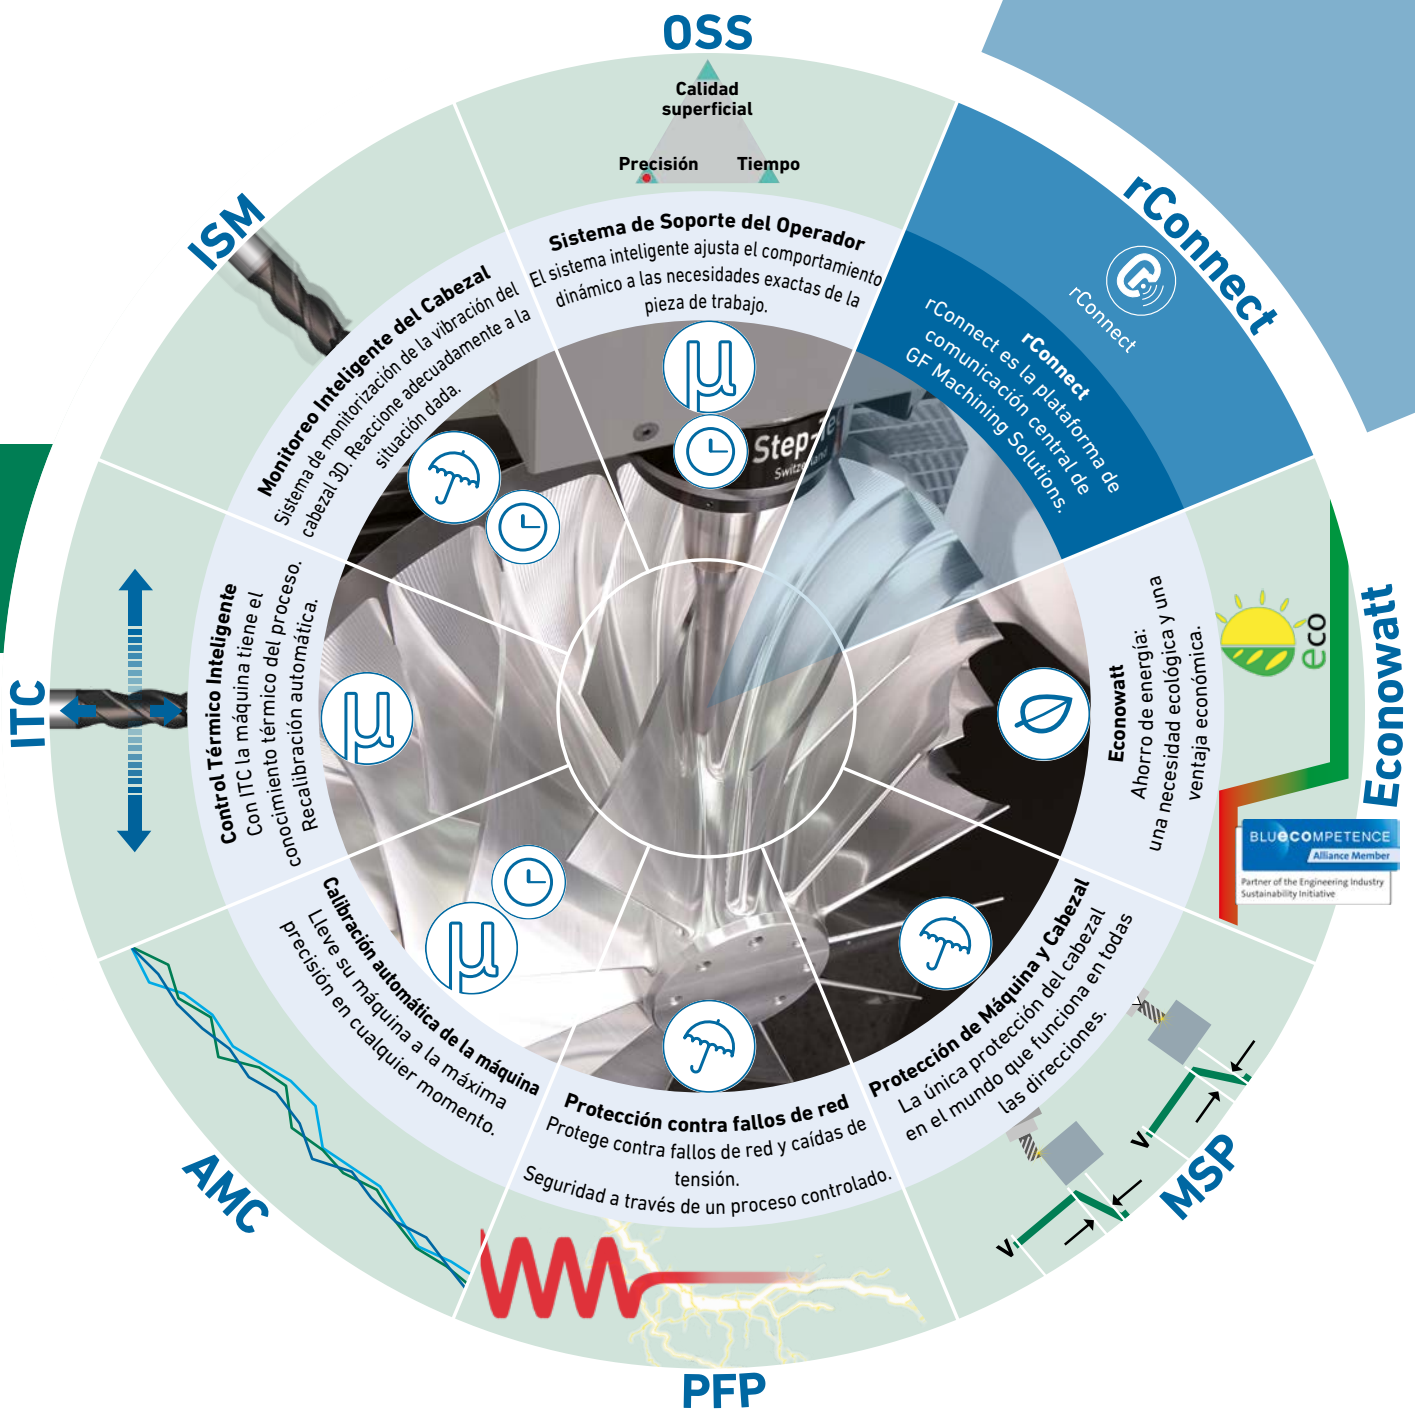 OSS
Calidad
superficial
Precisión
Tiempo
Sistema de Soporte del Operador
El sistema inteligente ajusta el comportamiento
dinámico a las necesidades exactas de la
pieza de trabajo.
rConnect
rConnect
rConnect
rConnect es la plataforma de
comunicación central de
GF Machining Solutions.
Econowatt
eco
Econowatt
Ahorro de energía:
una necesidad ecológica y una
ventaja económica.
BLUeCOMPETENCE
Alliance Member
Partner of the Engineering Industry
Sustainability Initiative
MSP
Protección de Máquina y Cabezal
La única protección del cabezal
en el mundo que funciona en todas
las direcciones.
V
V
PFP
Protección contra fallos de red
Protege contra fallos de red y caídas de
tensión.
Seguridad a través de un proceso controlado.
AMC
Calibración automática de la máquina
Lleve su máquina a la máxima
precisión en cualquier momento.
ITC
Control Térmico Inteligente
Con ITC la máquina tiene el
conocimiento térmico del proceso.
Recalibración automática.
ISM
Monitoreo Inteligente del Cabezal
Sistema de monitorización de la vibración del
cabezal 3D. Reaccione adecuadamente a la
situación dada.
μ
μ
μ
Step-Tec
Switzerland